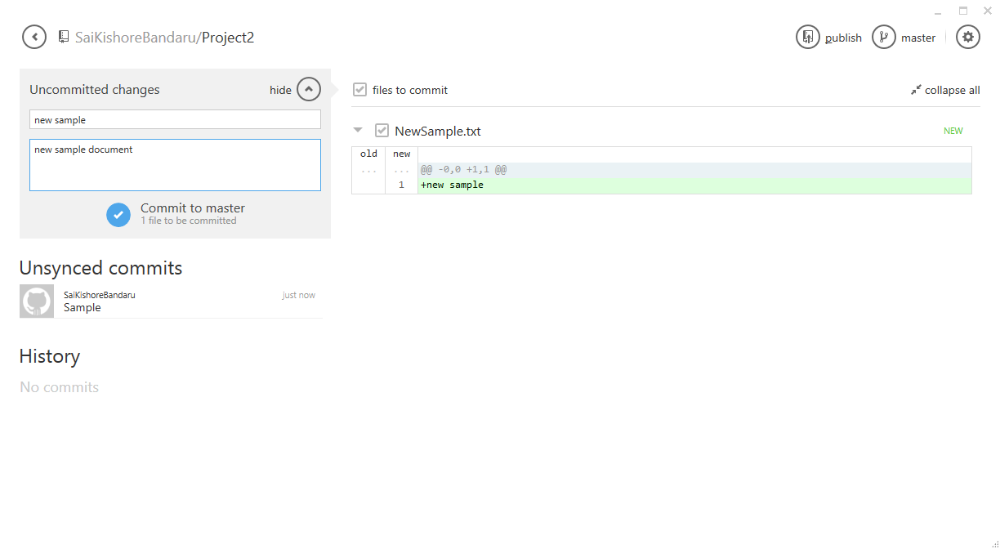 SaiKishoreBandaru/Project2
publish
master
Uncommitted changes
hide
new sample
new sample document
Commit to master
1 file to be committed
Unsynced commits
SaiKishoreBandaru
just now
Sample
History
No commits
files to commit
collapse all
NewSample.txt
NEW
old new
... ... @@ -0,0 +1,1 @@
1 +new sample